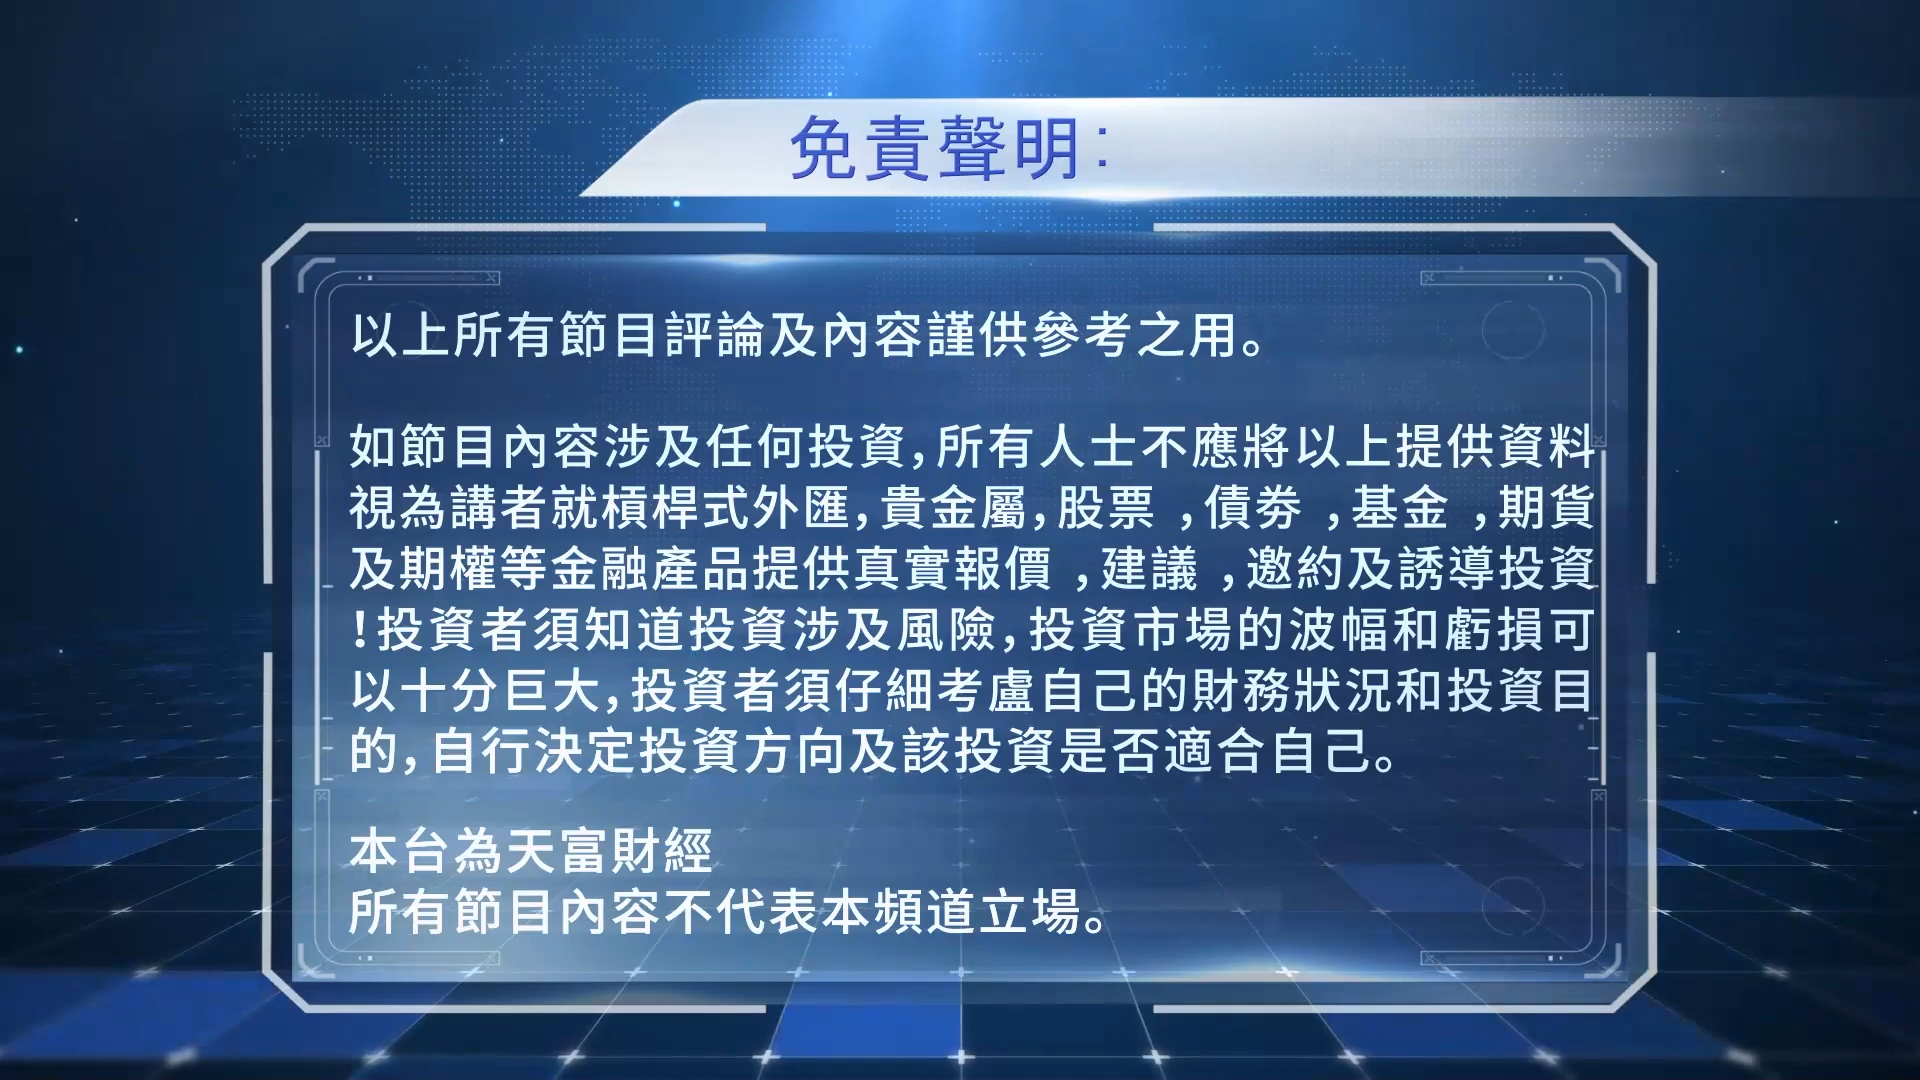 免責聲明：
以上所有節目評論及內容謹供參考之用。
如節目內容涉及任何投資，所有人士不應將以上提供資料
視為講者就槓桿式外匯，貴金屬，股票 ，債券 ，基金 ，期貨
及期權等金融產品提供真實報價 ，建議 ，邀約及誘導投資
！投資者須知道投資涉及風險，投資市場的波幅和虧損可
以十分巨大，投資者須仔細考盧自己的財務狀況和投資目
的，自行決定投資方向及該投資是否適合自己。
本台為天富財經
所有節目內容不代表本頻道立場。